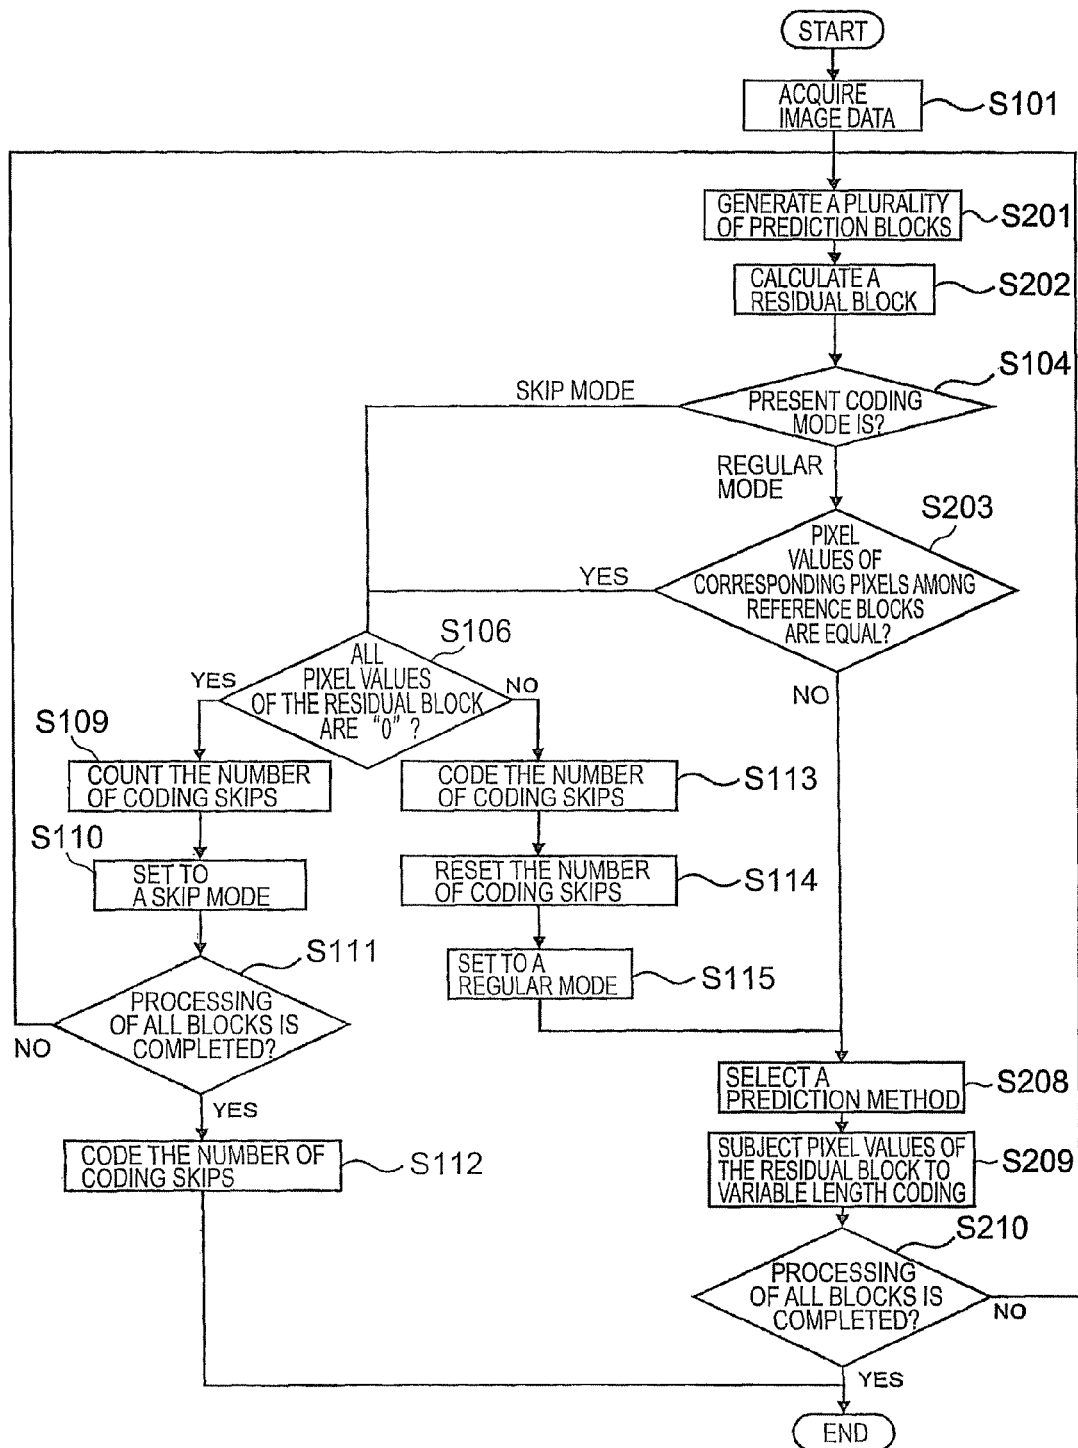 START
ACQUIRE
IMAGE DATA
S101
GENERATE A PLURALITY
OF PREDICTION BLOCKS
S201
CALCULATE A
RESIDUAL BLOCK
S202
S104
SKIP MODE
PRESENT CODING
MODE IS?
REGULAR
MODE
S203
PIXEL
VALUES OF
CORRESPONDING PIXELS AMONG
REFERENCE BLOCKS
ARE EQUAL?
YES
NO
S106
ALL
PIXEL VALUES
OF THE RESIDUAL BLOCK
ARE "0" ?
YES
NO
S109
COUNT THE NUMBER
OF CODING SKIPS
CODE THE NUMBER
OF CODING SKIPS
S113
S110
SET TO
A SKIP MODE
RESET THE NUMBER
OF CODING SKIPS
S114
S111
SET TO A
REGULAR MODE
S115
PROCESSING
OF ALL BLOCKS IS
COMPLETED?
NO
YES
SELECT A
PREDICTION METHOD
S208
CODE THE NUMBER OF
CODING SKIPS
S112
SUBJECT PIXEL VALUES OF
THE RESIDUAL BLOCK TO
VARIABLE LENGTH CODING
S209
S210
PROCESSING
OF ALL BLOCKS IS
COMPLETED?
NO
YES
END